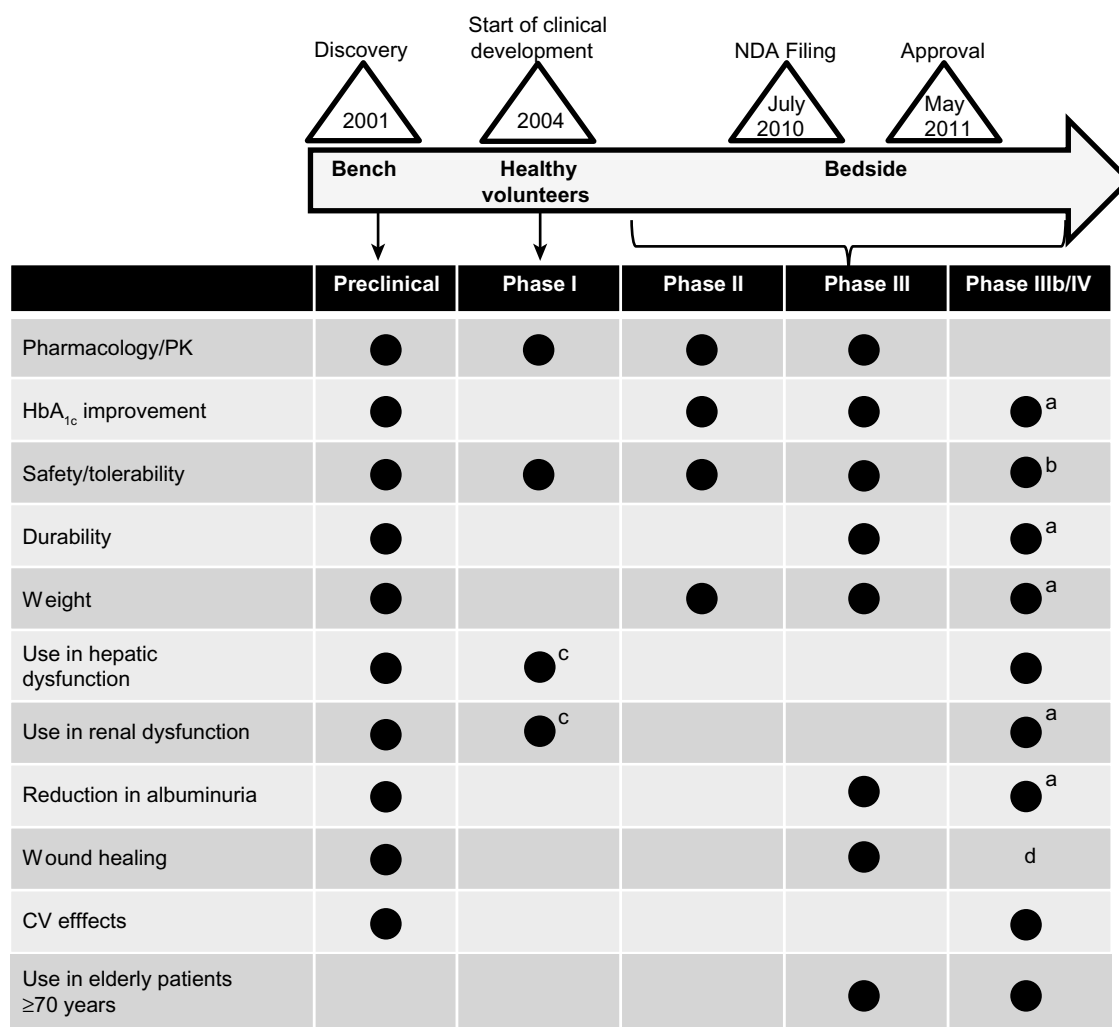 Discovery
Start of clinical
development
NDA Filing
Approval
2001
2004
July
2010
May
2011
Bench
Healthy
volunteers
Bedside
Preclinical Phase I Phase II Phase III Phase IIIb/IV
Pharmacology/PK
HbA1c improvement a
Safety/tolerability b
Durability a
Weight a
Use in hepatic
dysfunction c
Use in renal dysfunction c a
Reduction in albuminuria a
Wound healing d
CV efffects
Use in elderly patients
≥70 years